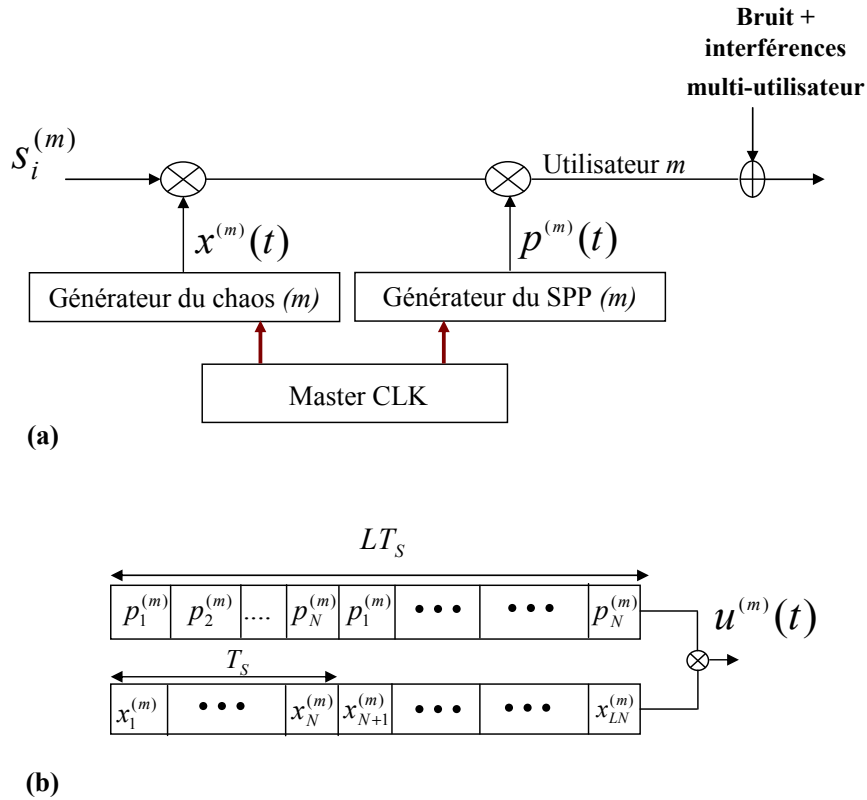 Bruit +
interférences
multi-utilisateur
s_i^{(m)}
Utilisateur m
x^{(m)}(t)
p^{(m)}(t)
Générateur du chaos (m)
Générateur du SPP (m)
Master CLK
(a)
LT_S
p_1^{(m)} p_2^{(m)} .... p_N^{(m)} p_1^{(m)} ••• ••• p_N^{(m)}
u^{(m)}(t)
T_S
x_1^{(m)} ••• x_N^{(m)} x_{N+1}^{(m)} ••• ••• x_{LN}^{(m)}
(b)